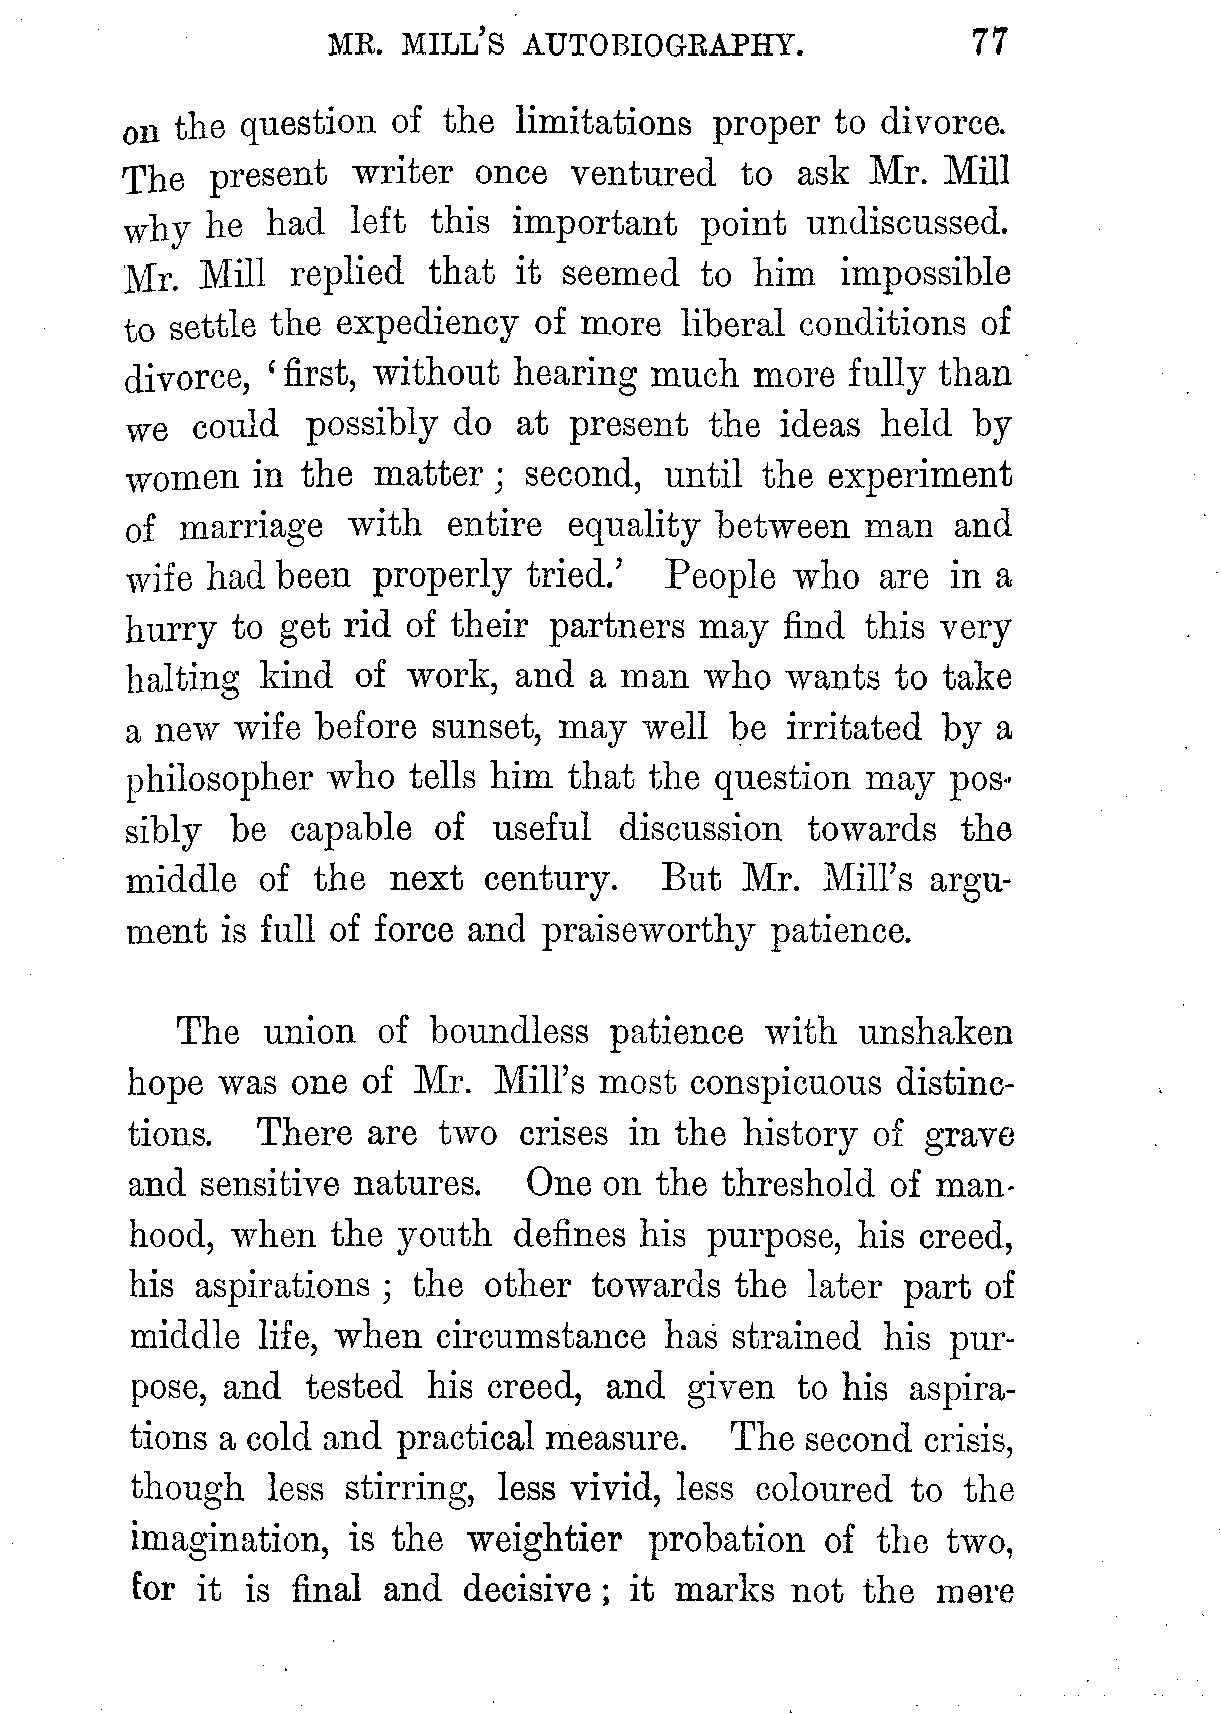 MR. MILL'S AUTOBIOGRAPHY. 77
on the question of the limitations proper to divorce.
The present writer once ventured to ask Mr. Mill
why he had left this important point undiscussed.
Mr. Mill replied that it seemed to him impossible
to settle the expediency of more liberal conditions of
divorce, ‘first, without hearing much more fully than
we could possibly do at present the ideas held by
women in the matter; second, until the experiment
of marriage with entire equality between man and
wife had been properly tried.’ People who are in a
hurry to get rid of their partners may find this very
halting kind of work, and a man who wants to take
a new wife before sunset, may well be irritated by a
philosopher who tells him that the question may pos-
sibly be capable of useful discussion towards the
middle of the next century. But Mr. Mill's argu-
ment is full of force and praiseworthy patience.
The union of boundless patience with unshaken
hope was one of Mr. Mill's most conspicuous distinc-
tions. There are two crises in the history of grave
and sensitive natures. One on the threshold of man-
hood, when the youth defines his purpose, his creed,
his aspirations; the other towards the later part of
middle life, when circumstance has strained his pur-
pose, and tested his creed, and given to his aspira-
tions a cold and practical measure. The second crisis,
though less stirring, less vivid, less coloured to the
imagination, is the weightier probation of the two,
for it is final and decisive; it marks not the mere